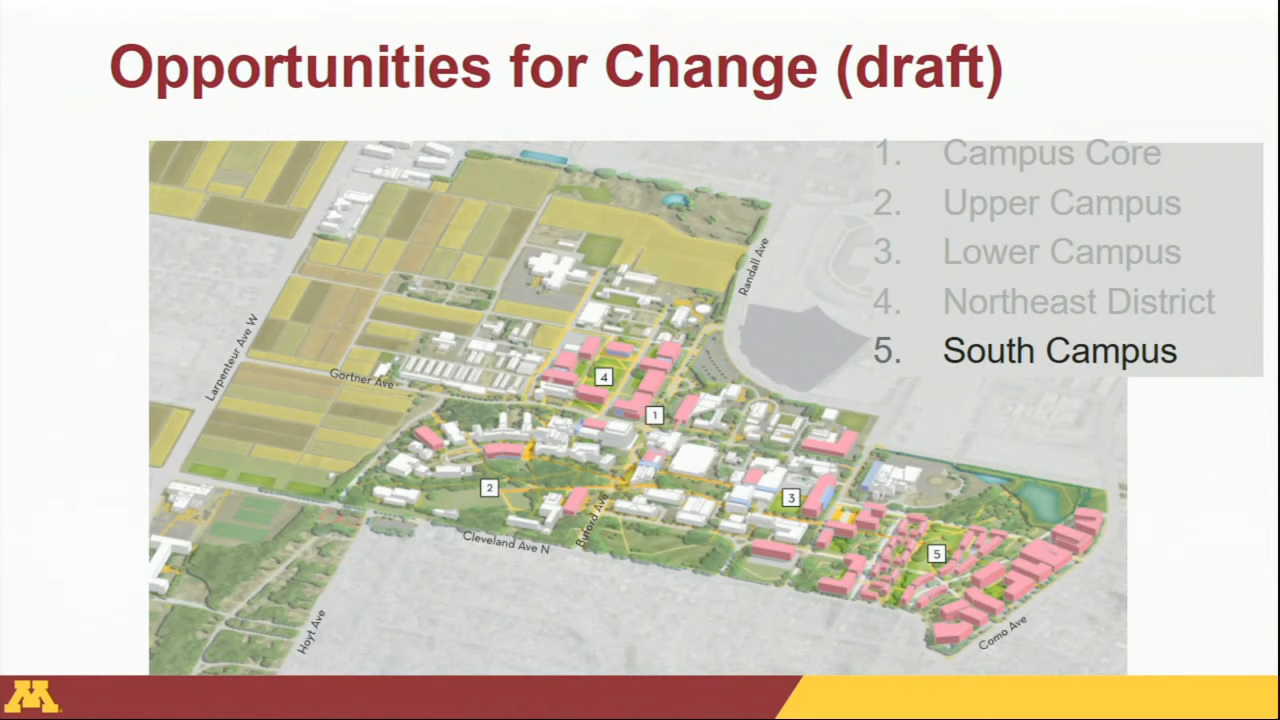 Opportunities for Change (draft)
1. Campus Core
2. Upper Campus
3. Lower Campus
4. Northeast District
5. South Campus
Randall Ave
Larpenteur Ave W
Gortner Ave
4
1
2
3
Buford Ave
Cleveland Ave N
5
Hoyt Ave
Como Ave
M